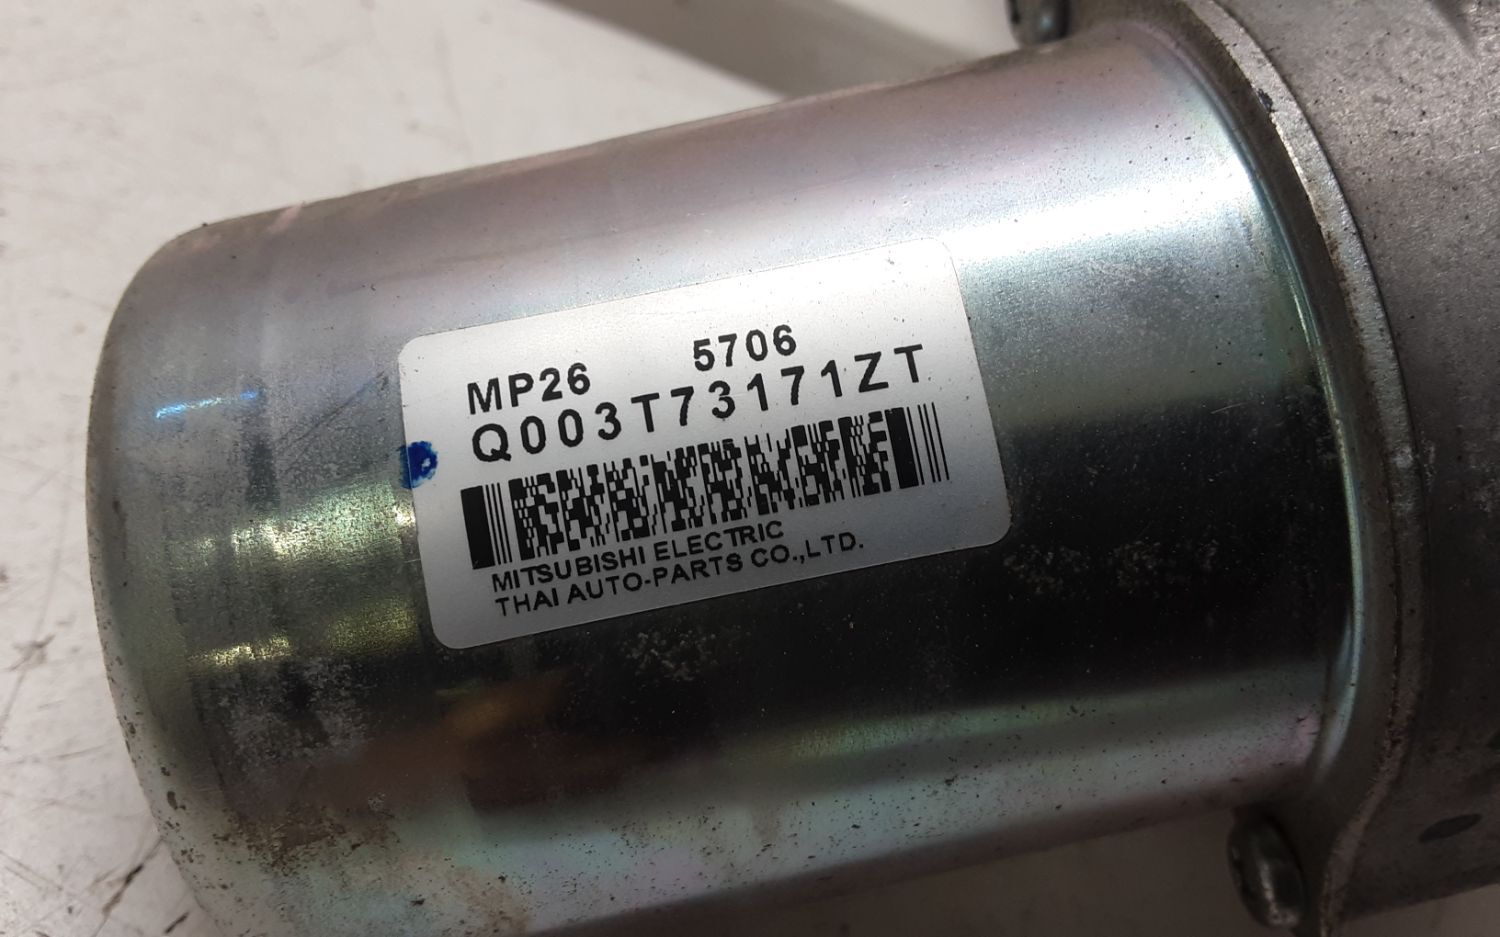 MP26 5706
Q003T73171ZT
MITSUBISHI ELECTRIC
THAI AUTO-PARTS CO.,LTD.